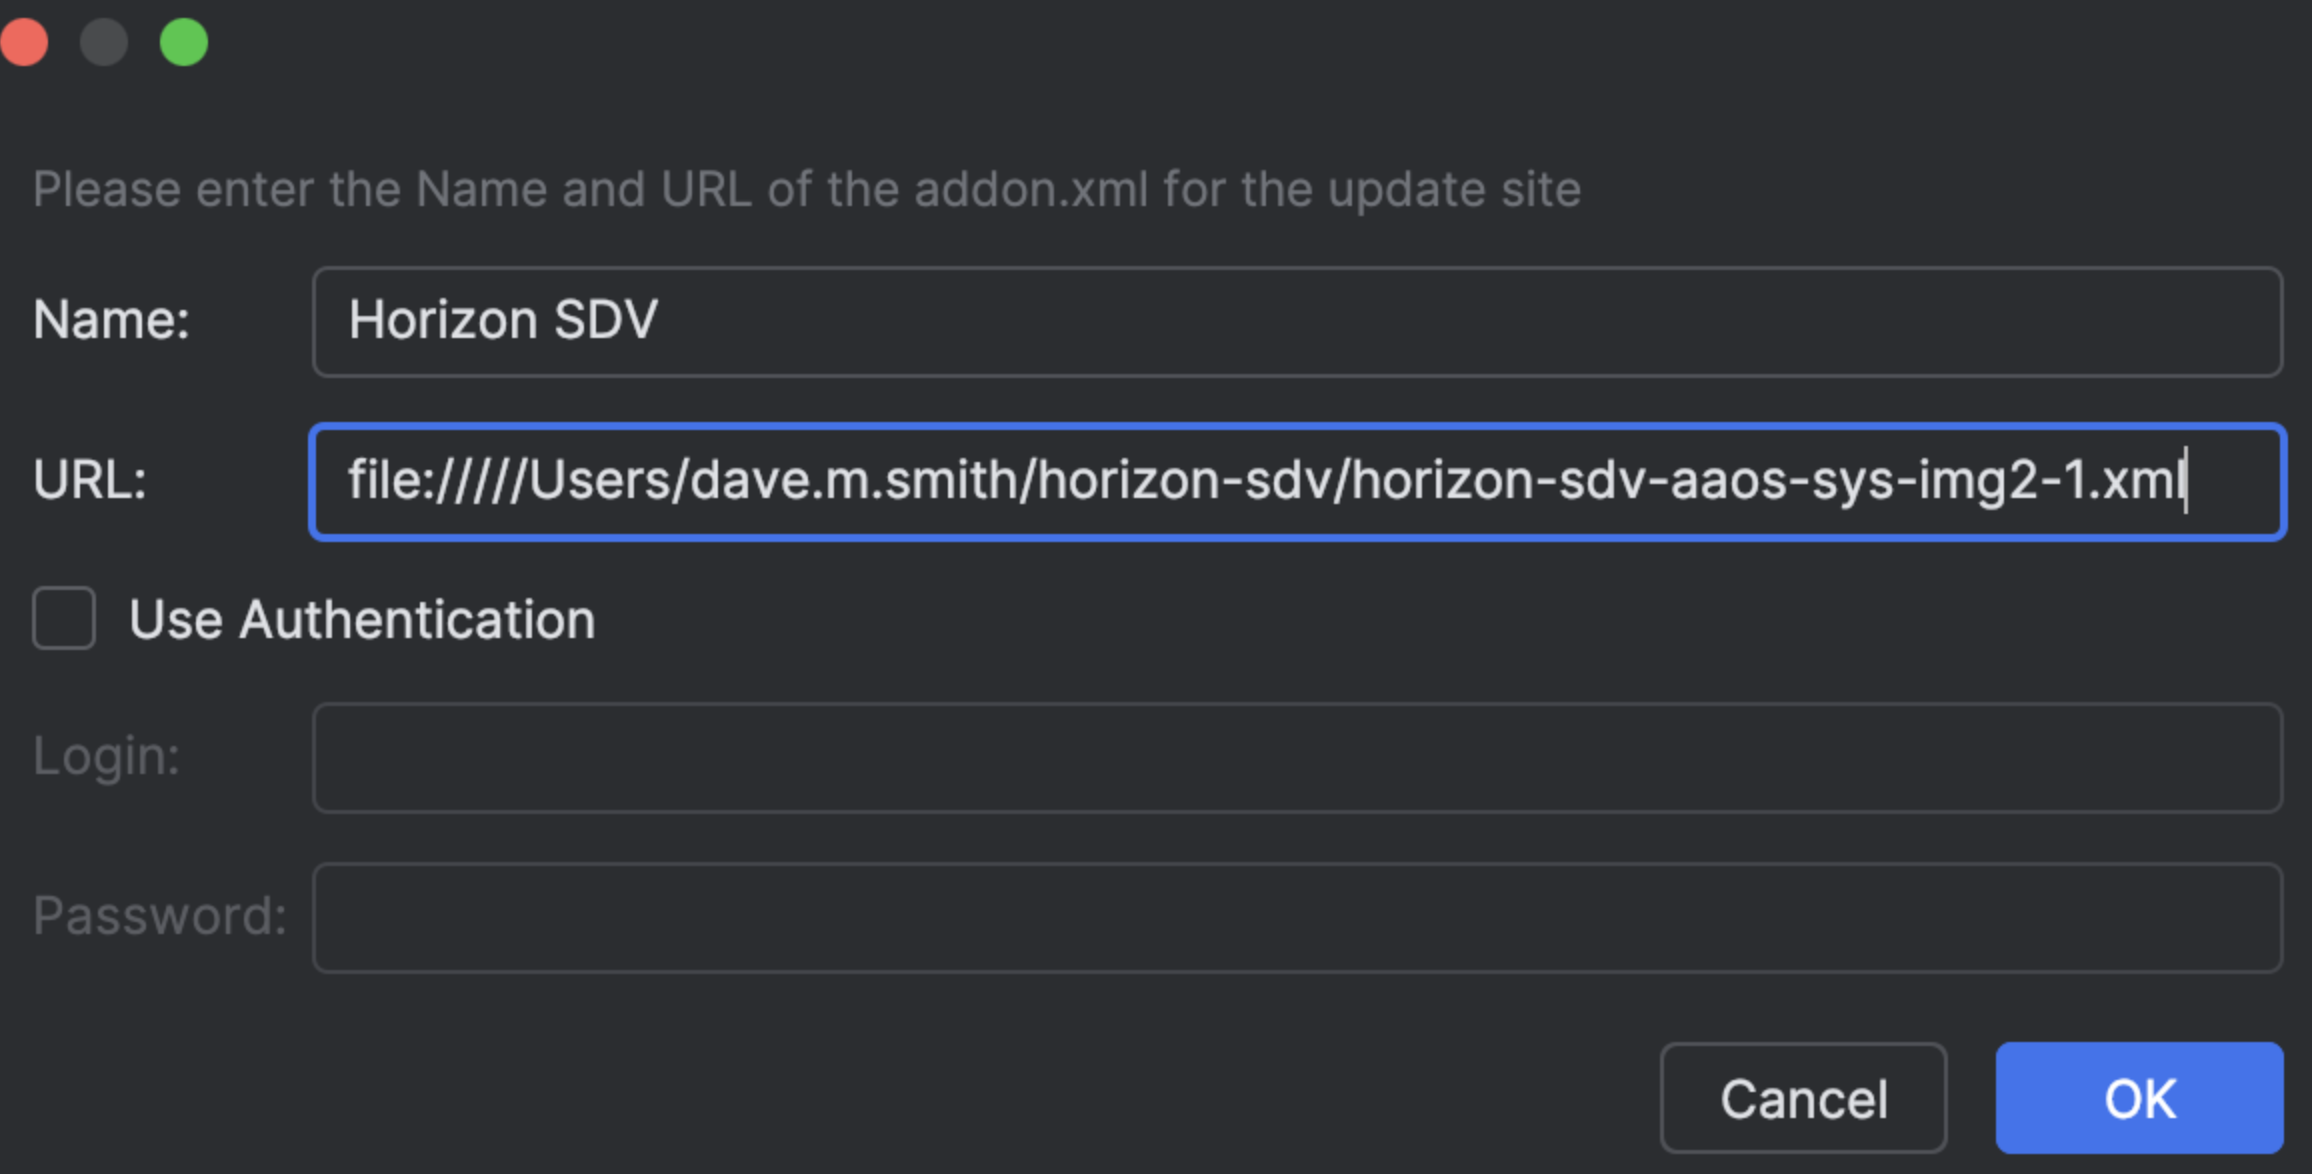 Please enter the Name and URL of the addon.xml for the update site
Name: Horizon SDV
URL: file://///Users/dave.m.smith/horizon-sdv/horizon-sdv-aaos-sys-img2-1.xml
Use Authentication
Login:
Password:
Cancel OK